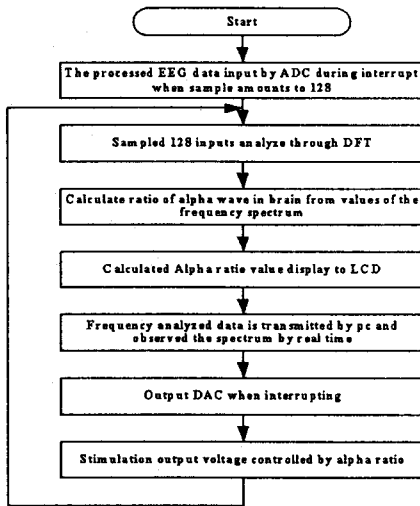 Start
The processed EEG data input by ADC during interrupt
when sample amounts to 128
Sampled 128 inputs analyze through DFT
Calculate ratio of alpha wave in brain from values of the
frequency spectrum
Calculated Alpha ratio value display to LCD
Frequency analyzed data is transmitted by pc and
observed the spectrum by real time
Output DAC when interrupting
Stimulation output voltage controlled by alpha ratio